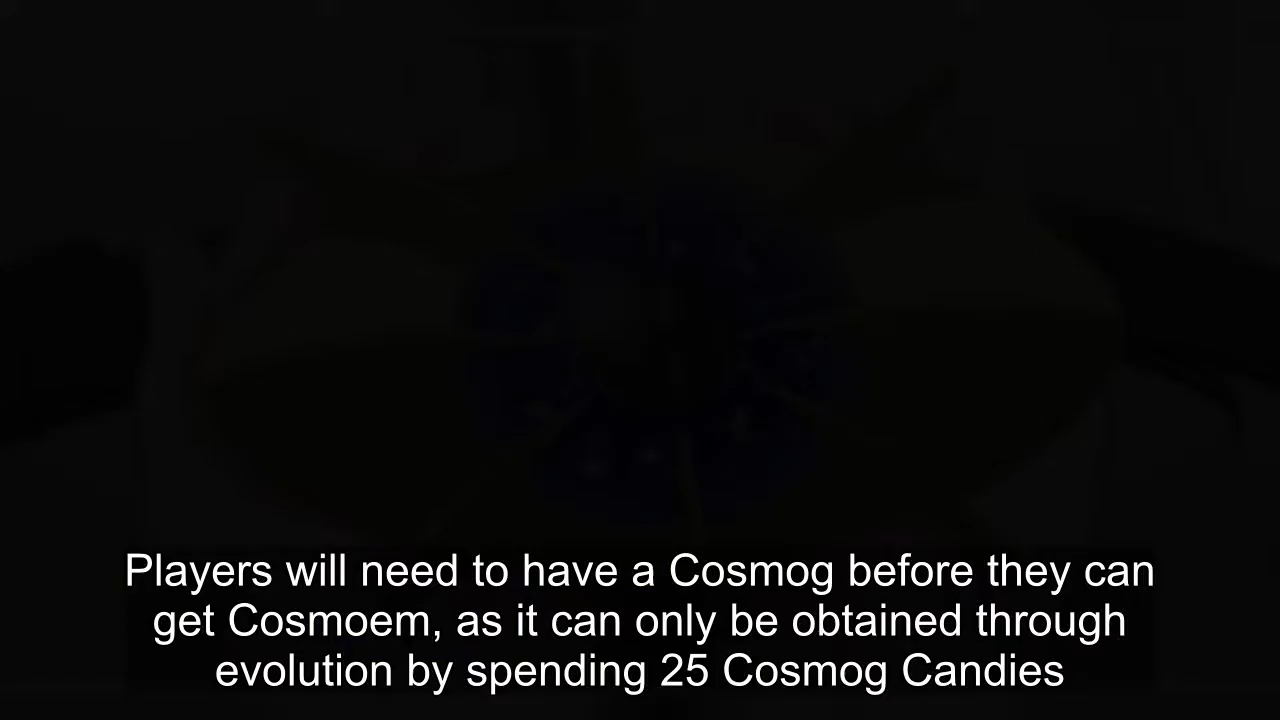 Players will need to have a Cosmog before they can
get Cosmoem, as it can only be obtained through
evolution by spending 25 Cosmog Candies